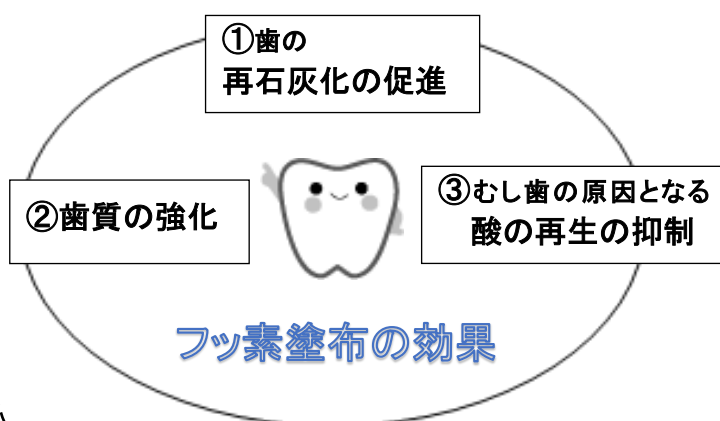 ①歯の
再石灰化の促進
②歯質の強化
③むし歯の原因となる
酸の再生の抑制
フッ素塗布の効果